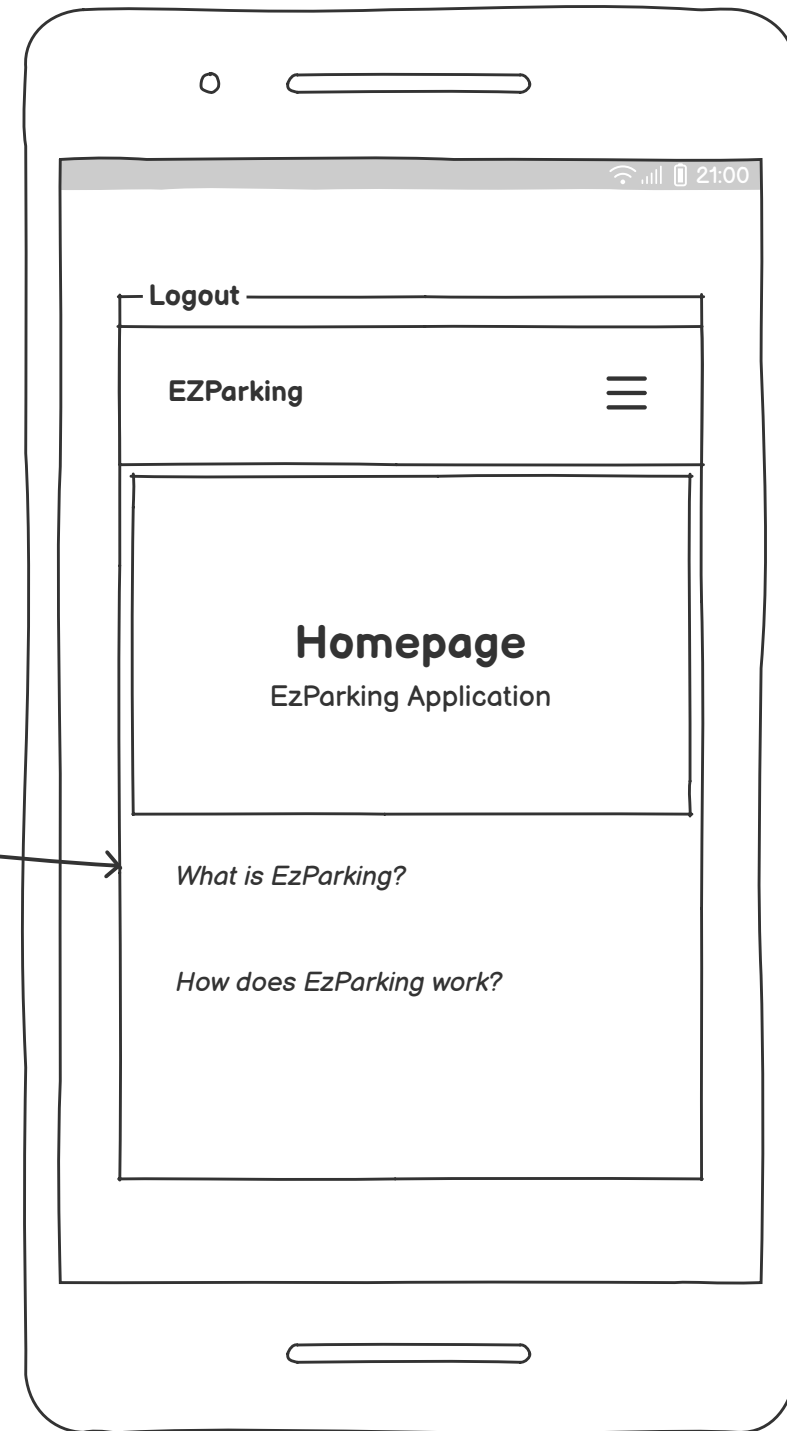 21:00
Logout
EZParking
Homepage
EzParking Application
What is EzParking?
How does EzParking work?